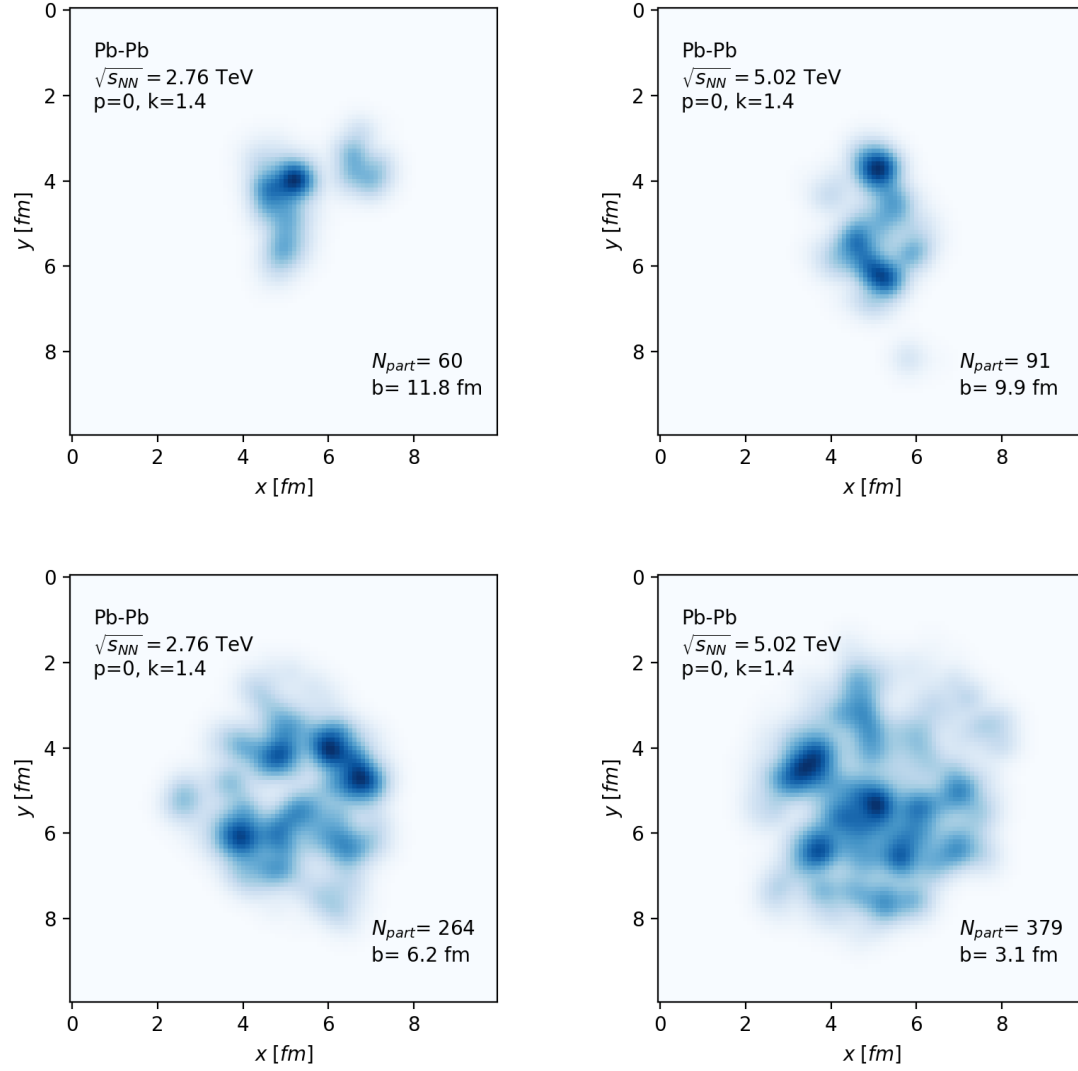 0
2
4
6
8
y [fm]
Pb-Pb
√s_NN = 2.76 TeV
p=0, k=1.4
N_part= 60
b= 11.8 fm
0 2 4 6 8
x [fm]
0
2
4
6
8
y [fm]
Pb-Pb
√s_NN = 5.02 TeV
p=0, k=1.4
N_part= 91
b= 9.9 fm
0 2 4 6 8
x [fm]
0
2
4
6
8
y [fm]
Pb-Pb
√s_NN = 2.76 TeV
p=0, k=1.4
N_part= 264
b= 6.2 fm
0 2 4 6 8
x [fm]
0
2
4
6
8
y [fm]
Pb-Pb
√s_NN = 5.02 TeV
p=0, k=1.4
N_part= 379
b= 3.1 fm
0 2 4 6 8
x [fm]